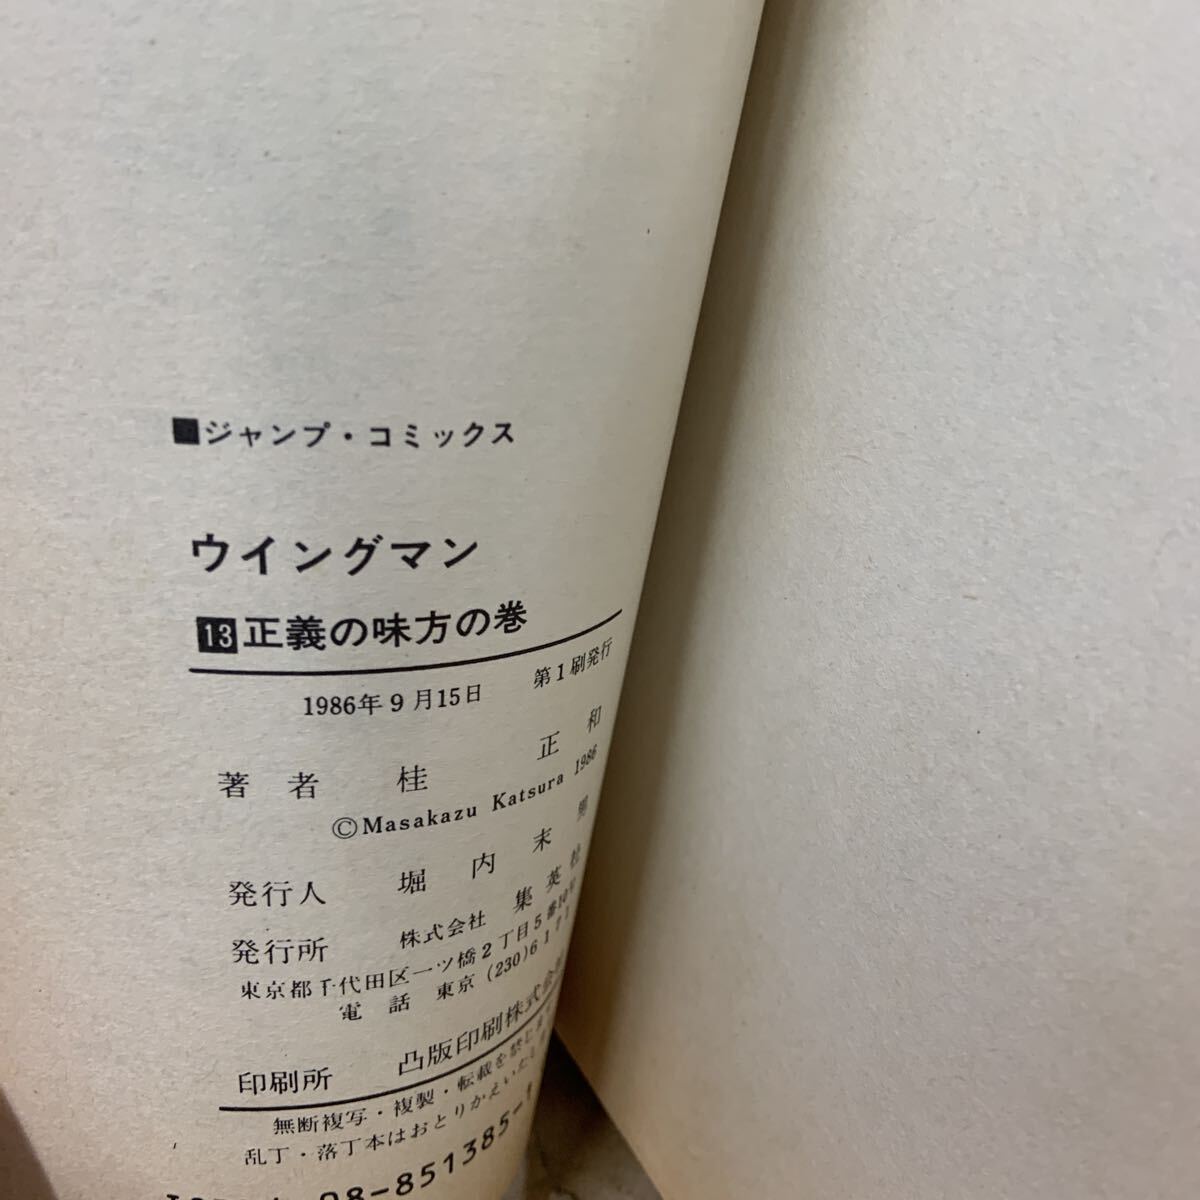 ■ジャンプ・コミックス
ウイングマン
13正義の味方の巻
1986年9月15日 第1刷発行
著者 桂 正和
©Masakazu Katsura 1986
発行人 堀内末男
発行所 株式会社 集英社
東京都千代田区一ツ橋2丁目5番10号
電話 東京 (230) 617
印刷所 凸版印刷株式会
無断複写・複製・転載を禁じま
乱丁・落丁本はおとりかえいたし
08-851385-